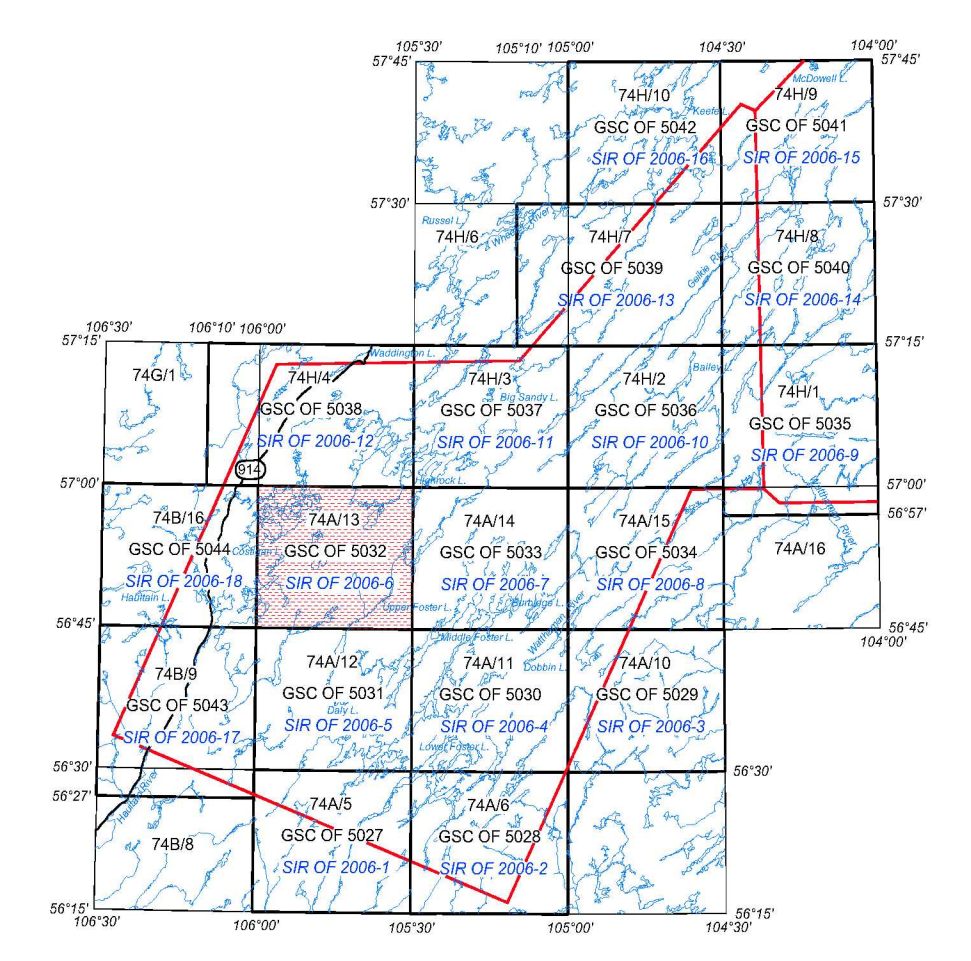 105°30'
105°10'
105°00'
104°30'
104°00'
57°45'
57°45'
McDowell L.
74H/10
Keefe L.
74H/9
GSC OF 5042
GSC OF 5041
SIR OF 2006-16
SIR OF 2006-15
57°30'
57°30'
Russel L.
Wheeler River
74H/6
74H/7
74H/8
Geikie River
GSC OF 5039
GSC OF 5040
SIR OF 2006-13
SIR OF 2006-14
106°30'
106°10'
106°00'
57°15'
57°15'
Waddington L.
74G/1
74H/4
74H/3
74H/2
Bailey L.
74H/1
Big Sandy L.
GSC OF 5038
GSC OF 5037
GSC OF 5036
GSC OF 5035
SIR OF 2006-12
SIR OF 2006-11
SIR OF 2006-10
SIR OF 2006-9
914
Highrock L.
57°00'
57°00'
56°57'
74B/16
74A/13
74A/14
74A/15
74A/16
Wathaman River
GSC OF 5044
Costigan L.
GSC OF 5032
GSC OF 5033
GSC OF 5034
SIR OF 2006-18
SIR OF 2006-6
SIR OF 2006-7
SIR OF 2006-8
Haultain L.
Upper Foster L.
Burbidge L.
56°45'
56°45'
Middle Foster L.
Wathaman River
104°00'
74B/9
74A/12
74A/11
Dobbin L.
74A/10
GSC OF 5043
GSC OF 5031
GSC OF 5030
GSC OF 5029
Daly L.
SIR OF 2006-17
SIR OF 2006-5
SIR OF 2006-4
SIR OF 2006-3
Lower Foster L.
56°30'
56°30'
Haultain River
56°27'
74A/5
74A/6
74B/8
GSC OF 5027
GSC OF 5028
SIR OF 2006-1
SIR OF 2006-2
56°15'
56°15'
106°30'
106°00'
105°30'
105°00'
104°30'